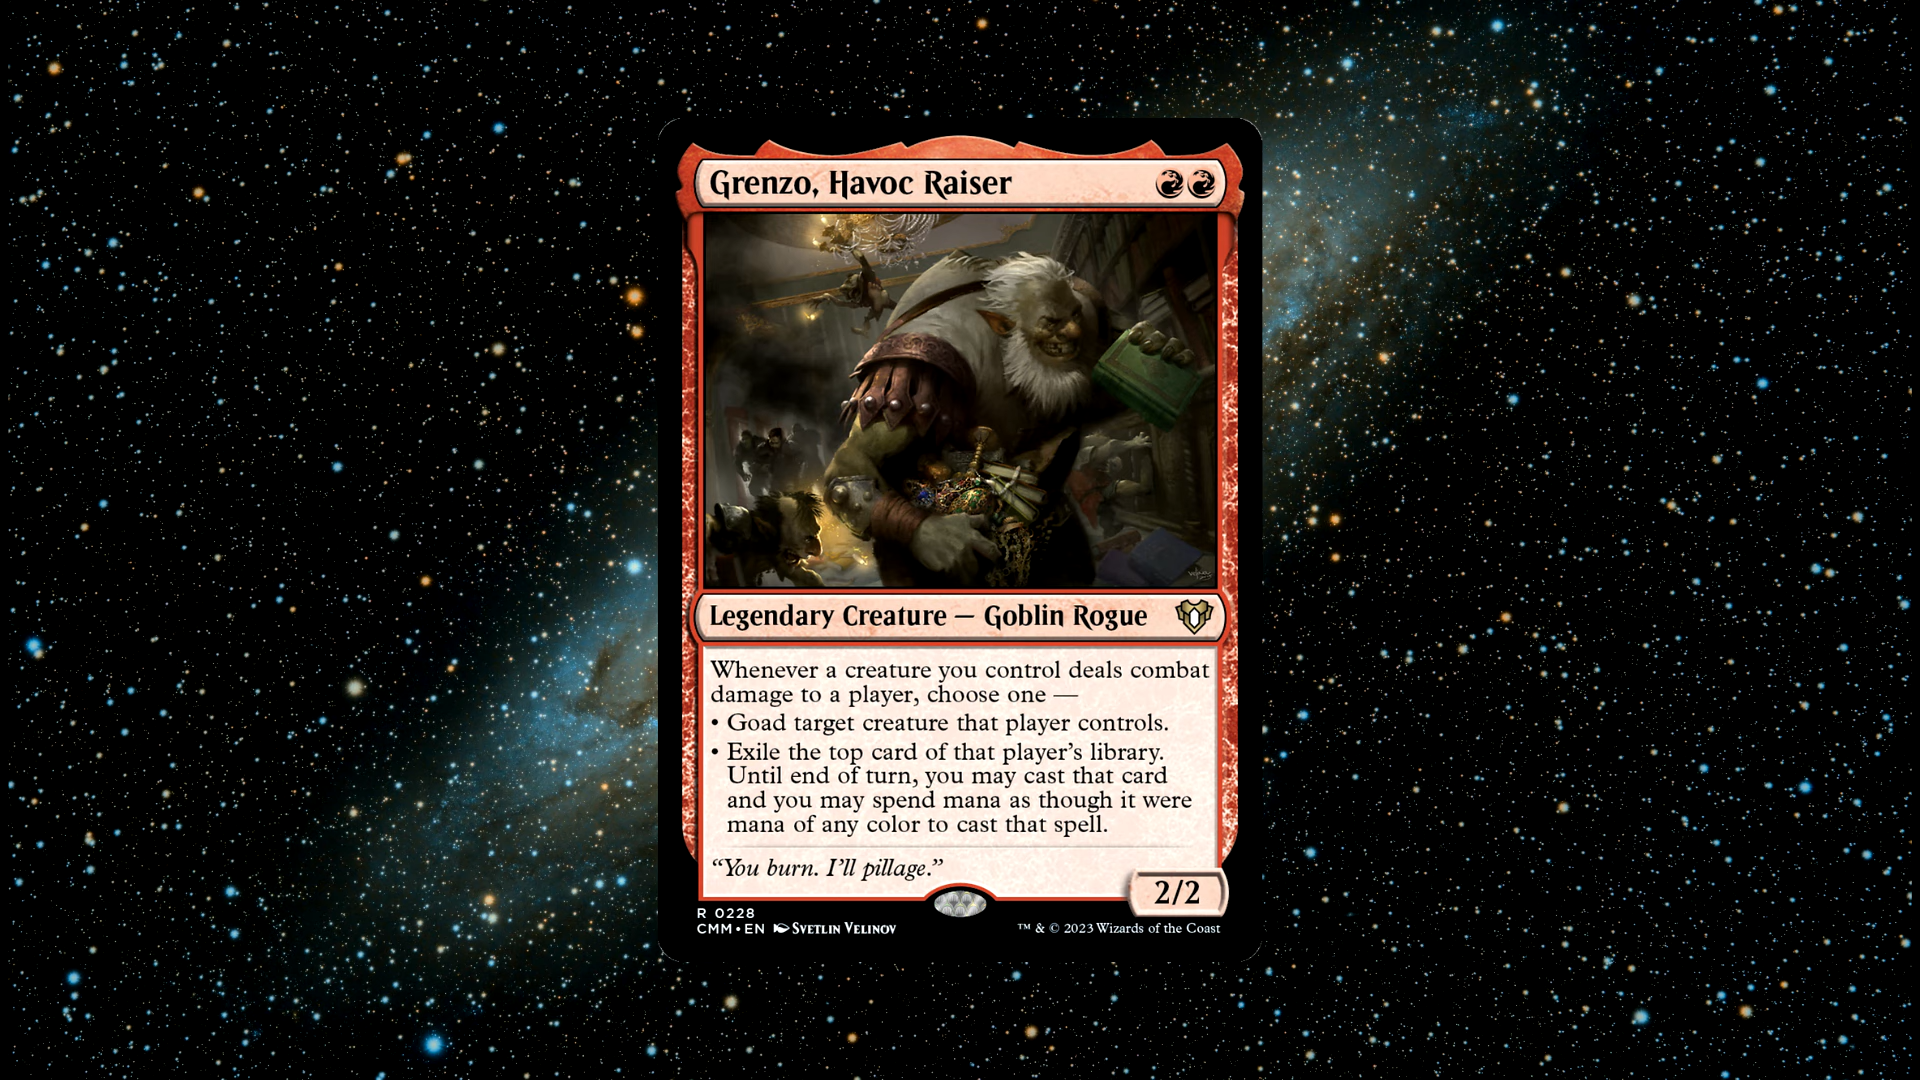 Grenzo, Havoc Raiser
Legendary Creature — Goblin Rogue
Whenever a creature you control deals combat
damage to a player, choose one —
• Goad target creature that player controls.
• Exile the top card of that player's library.
Until end of turn, you may cast that card
and you may spend mana as though it were
mana of any color to cast that spell.
“You burn. I'll pillage.”
2/2
R 0228
CMM • EN Svetlin Velinov
™ & © 2023 Wizards of the Coast